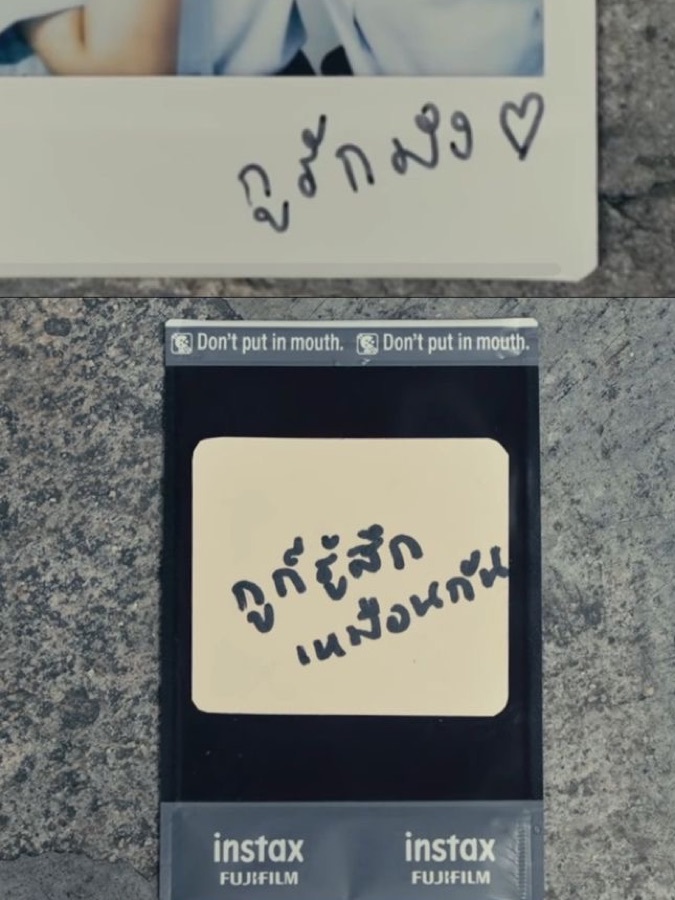 กูรักมึง ♡
Don't put in mouth. Don't put in mouth.
กูก็รู้สึก
เหมือนกัน
instax instax
FUJIFILM FUJIFILM